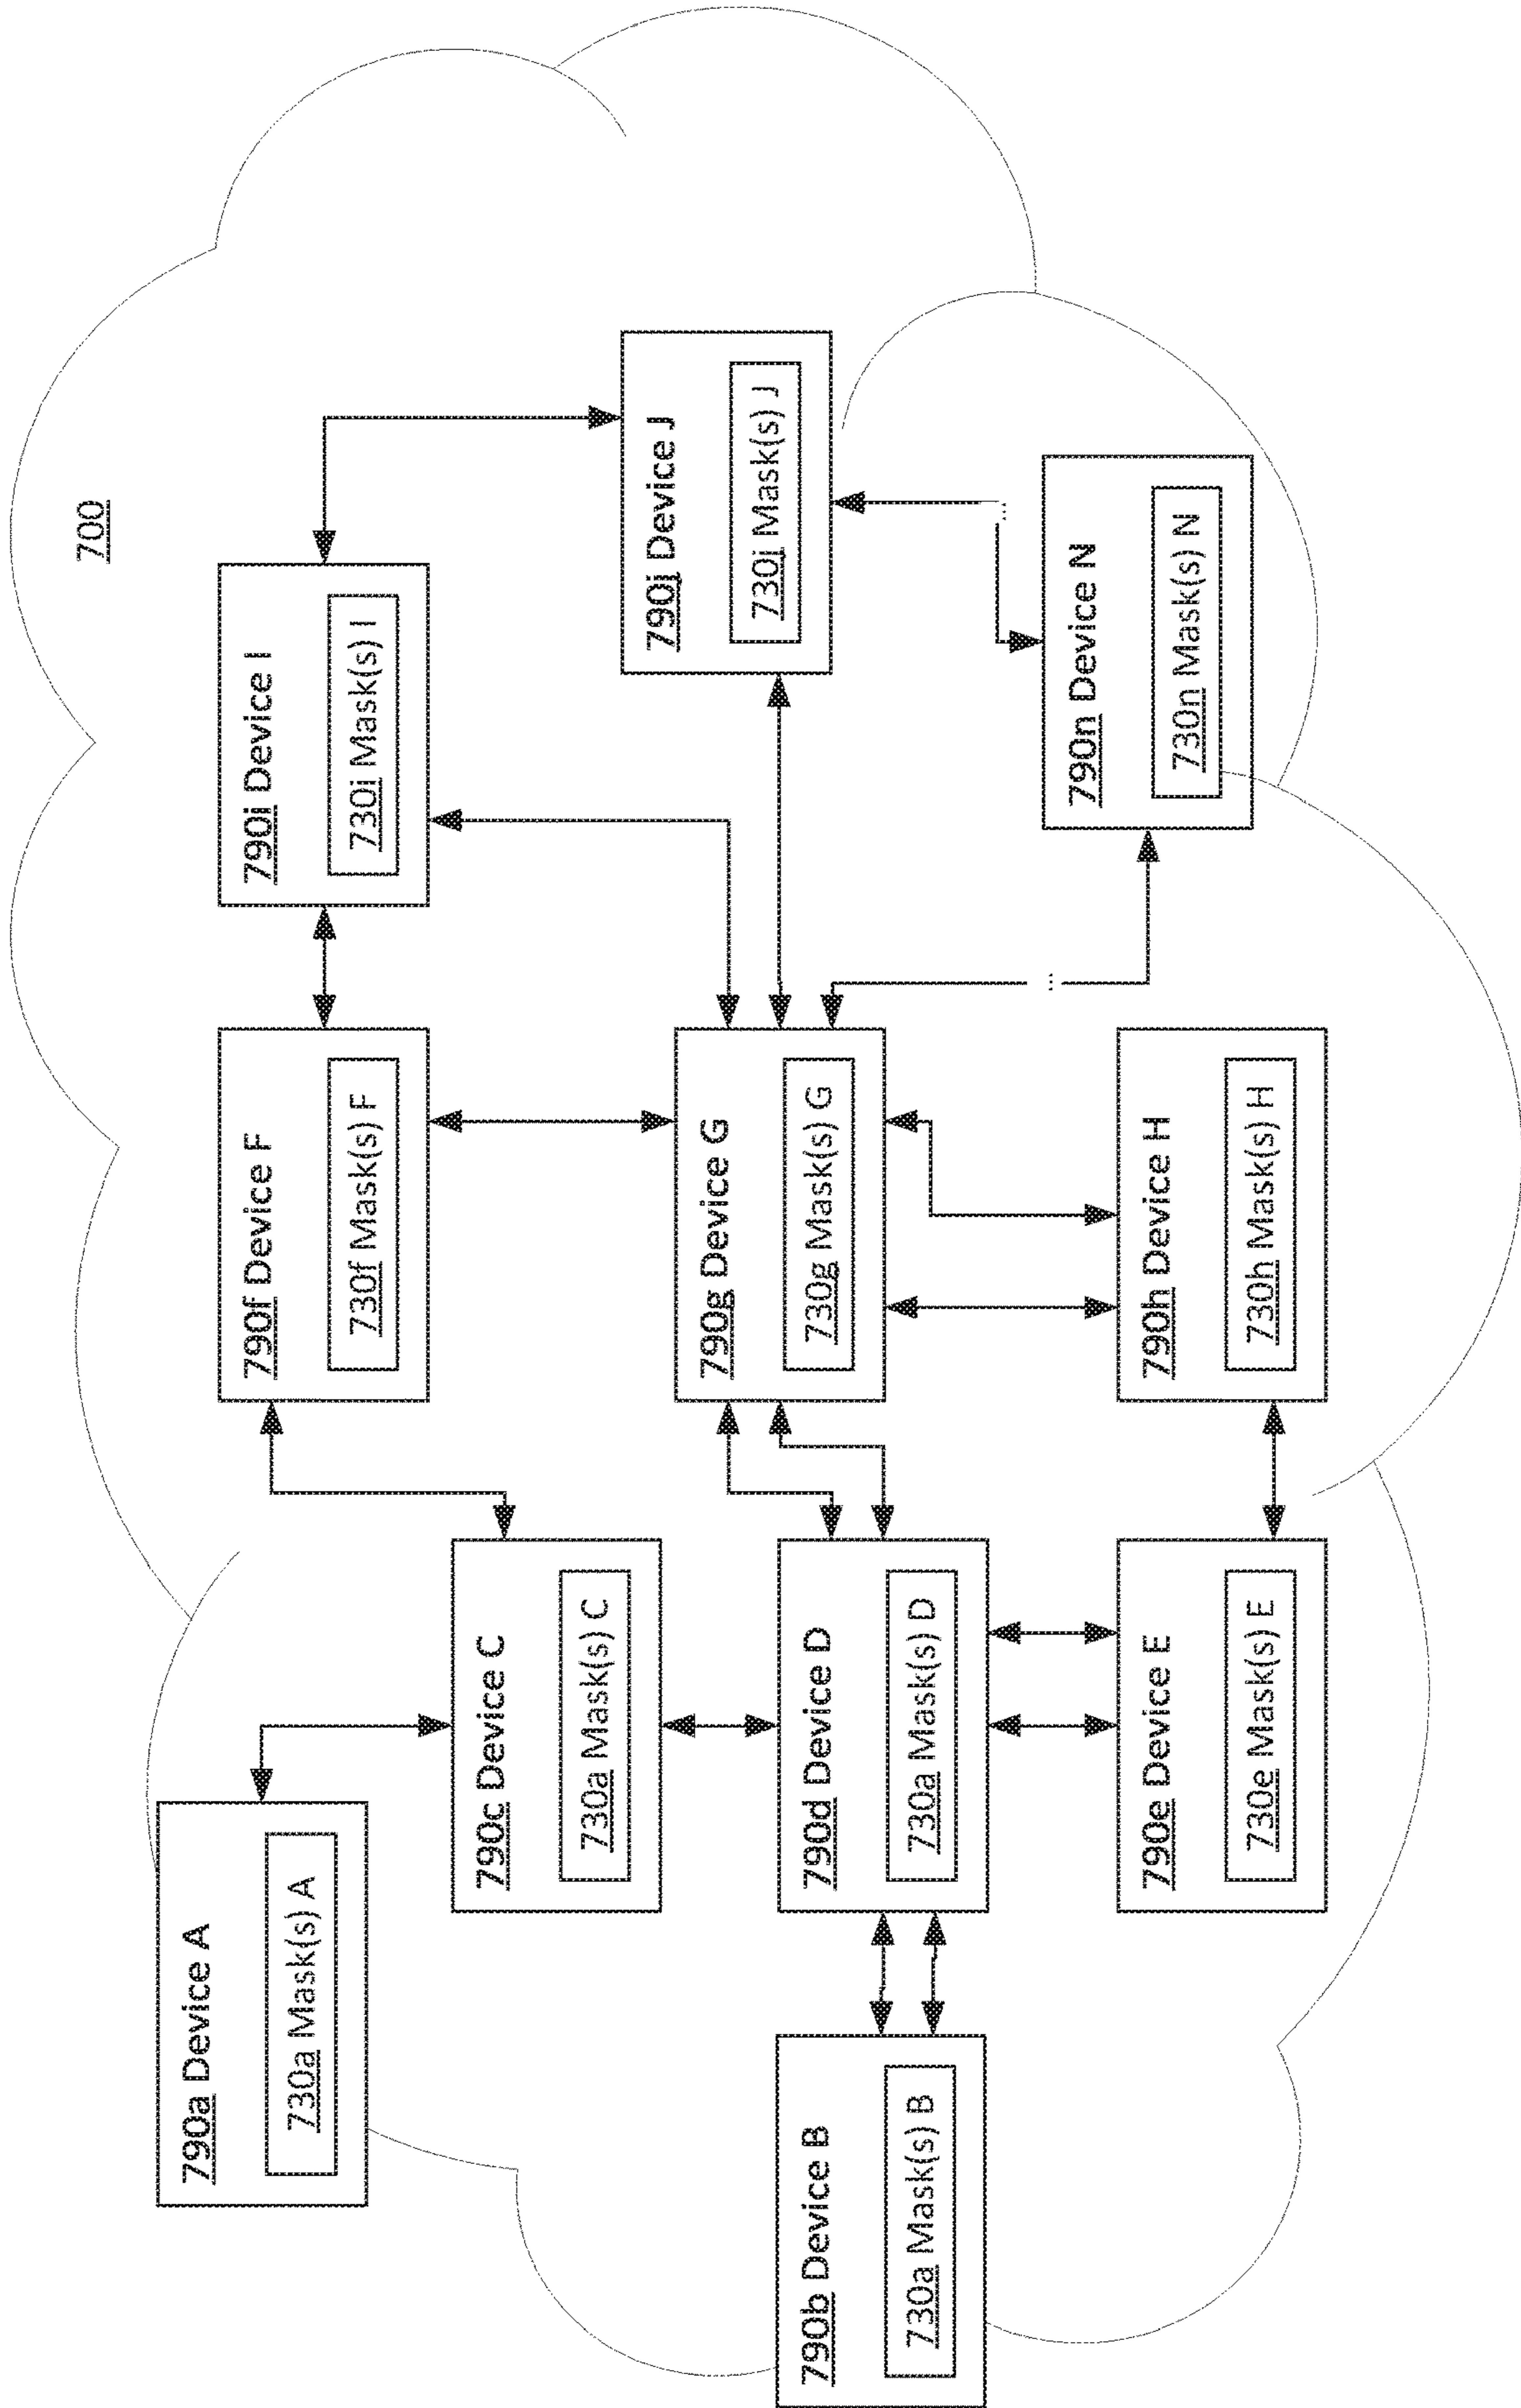 700
790a Device A
730a Mask(s) A
790b Device B
730a Mask(s) B
790c Device C
730a Mask(s) C
790d Device D
730a Mask(s) D
790e Device E
730e Mask(s) E
790f Device F
730f Mask(s) F
790g Device G
730g Mask(s) G
790h Device H
730h Mask(s) H
790i Device I
730i Mask(s) I
790j Device J
730j Mask(s) J
...
...
790n Device N
730n Mask(s) N